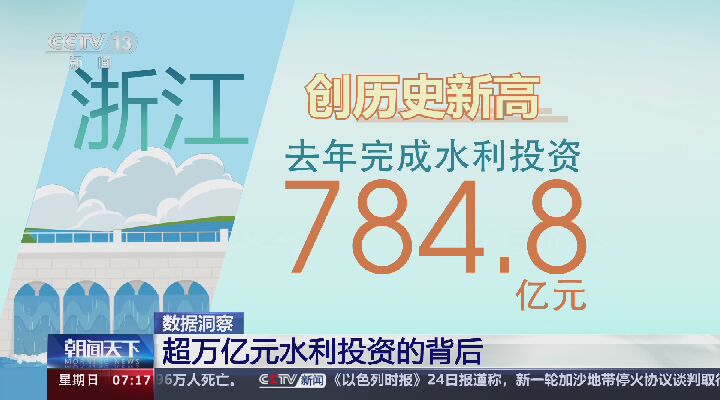 CCTV 13
新闻
浙江
创历史新高
去年完成水利投资
784.8
亿元
数据洞察
朝闻天下
MORNING NEWS
超万亿元水利投资的背后
星期日 07:17
96万人死亡。 CCTV 新闻 《以色列时报》24日报道称，新一轮加沙地带停火协议谈判取得